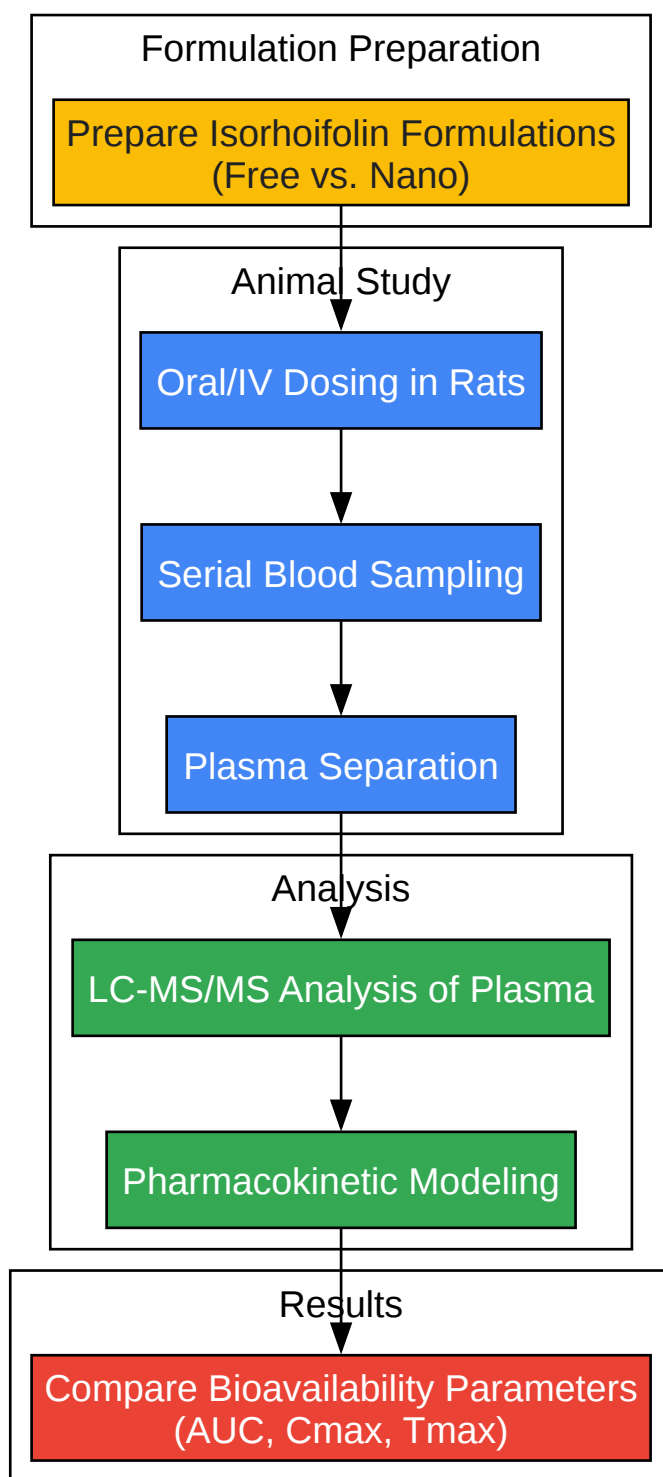 Formulation Preparation
Prepare Isorhoifolin Formulations
(Free vs. Nano)
Animal Study
Oral/IV Dosing in Rats
Serial Blood Sampling
Plasma Separation
Analysis
LC-MS/MS Analysis of Plasma
Pharmacokinetic Modeling
Results
Compare Bioavailability Parameters
(AUC, Cmax, Tmax)